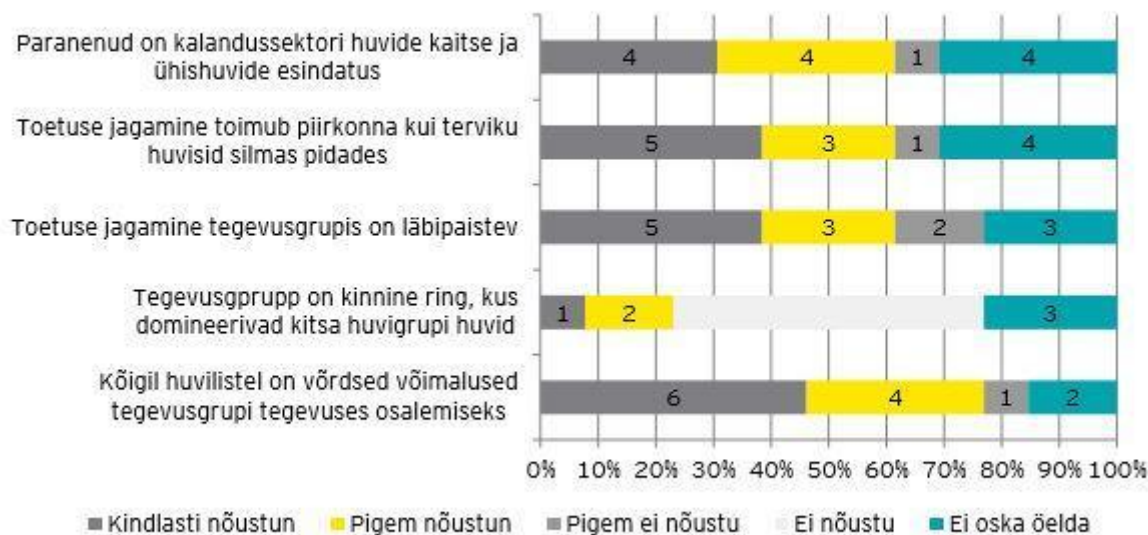 Paranenud on kalandussektori huvide kaitse ja
ühishuvide esindatus
4 4 1 4
Toetuse jagamine toimub piirkonna kui terviku
huvisid silmas pidades
5 3 1 4
Toetuse jagamine tegevusgrupis on läbipaistev
5 3 2 3
Tegevusgprupp on kinnine ring, kus
domineerivad kitsa huvigrupi huvid
1 2 3
Kõigil huvilistel on võrdsed võimalused
tegevusgrupi tegevuses osalemiseks
6 4 1 2
0% 10% 20% 30% 40% 50% 60% 70% 80% 90% 100%
Kindlasti nõustun Pigem nõustun Pigem ei nõustu Ei nõustu Ei oska öelda